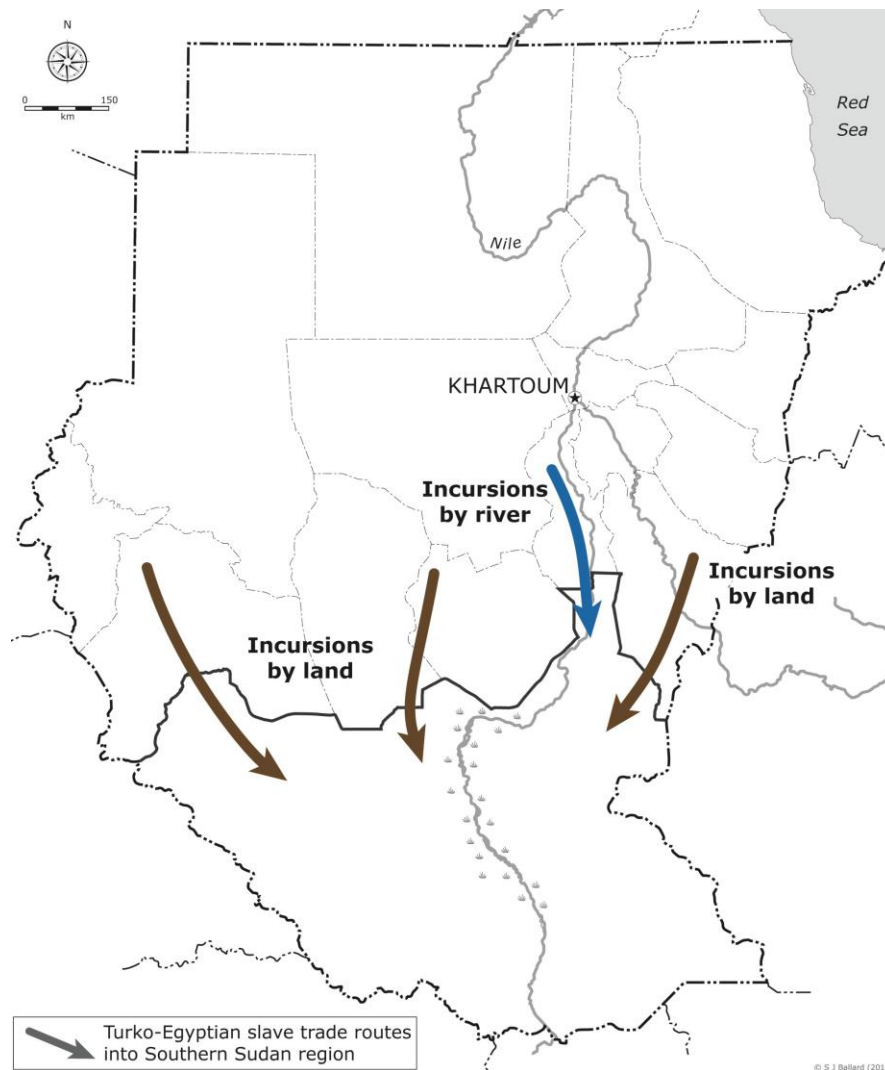 N
0 150
km
Red
Sea
Nile
KHARTOUM
Incursions
by river
Incursions
by land
Incursions
by land
Turko-Egyptian slave trade routes
into Southern Sudan region
© S J Ballard (201